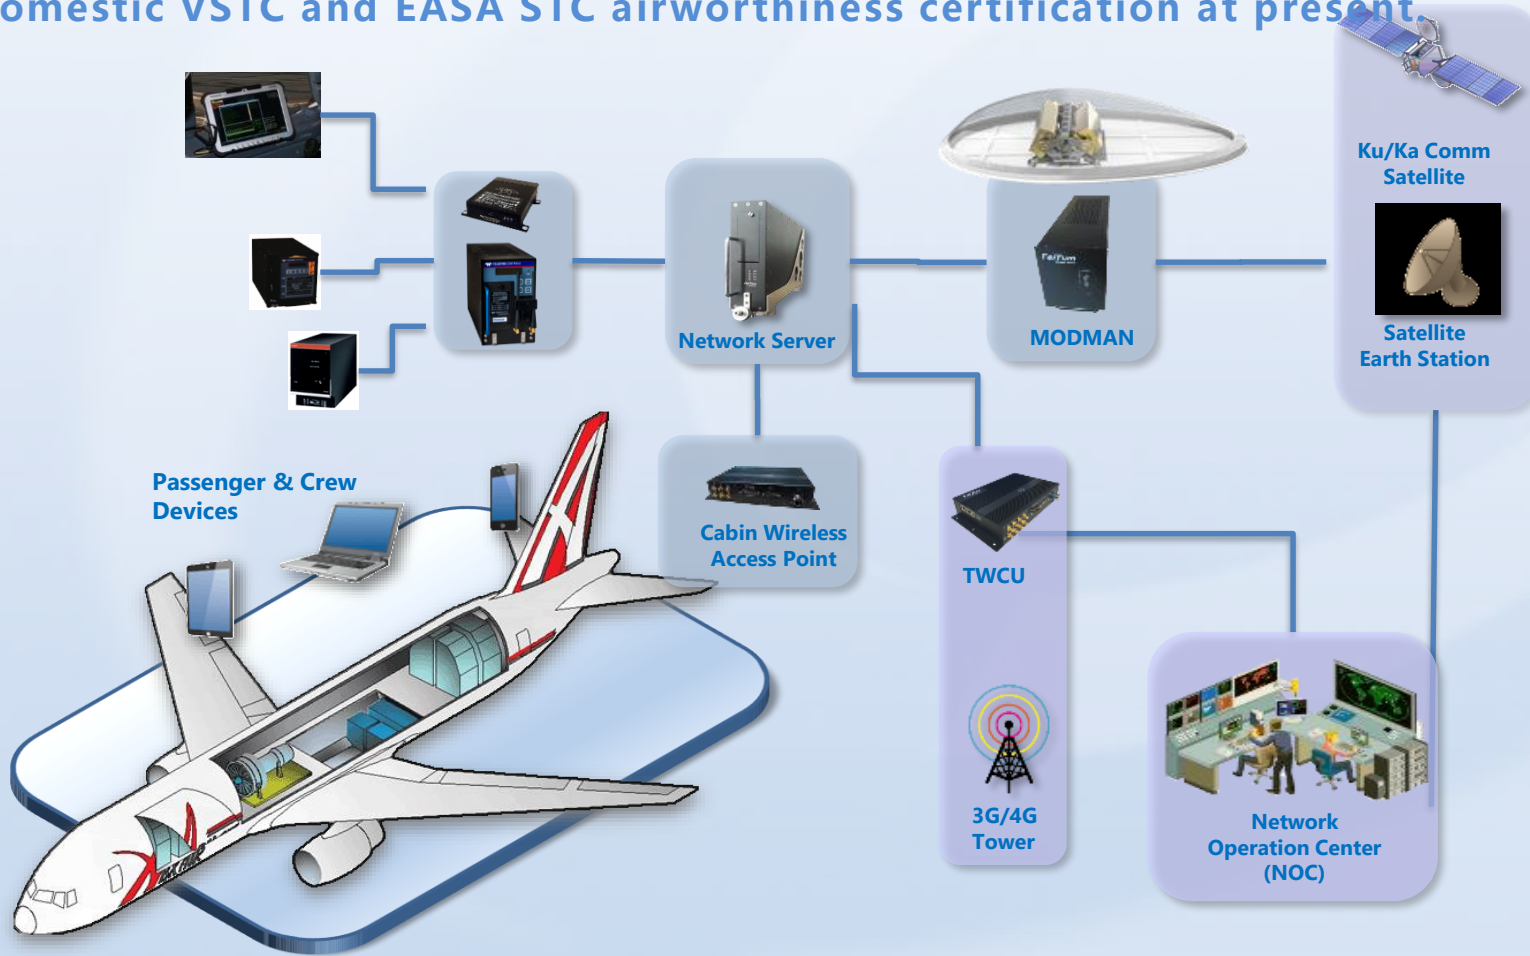 omestic VSTC and EASA STC airworthiness certification at present.
Ku/Ka Comm
Satellite
Network Server
MODMAN
Satellite
Earth Station
Passenger & Crew
Devices
Cabin Wireless
Access Point
TWCU
3G/4G
Tower
Network
Operation Center
(NOC)